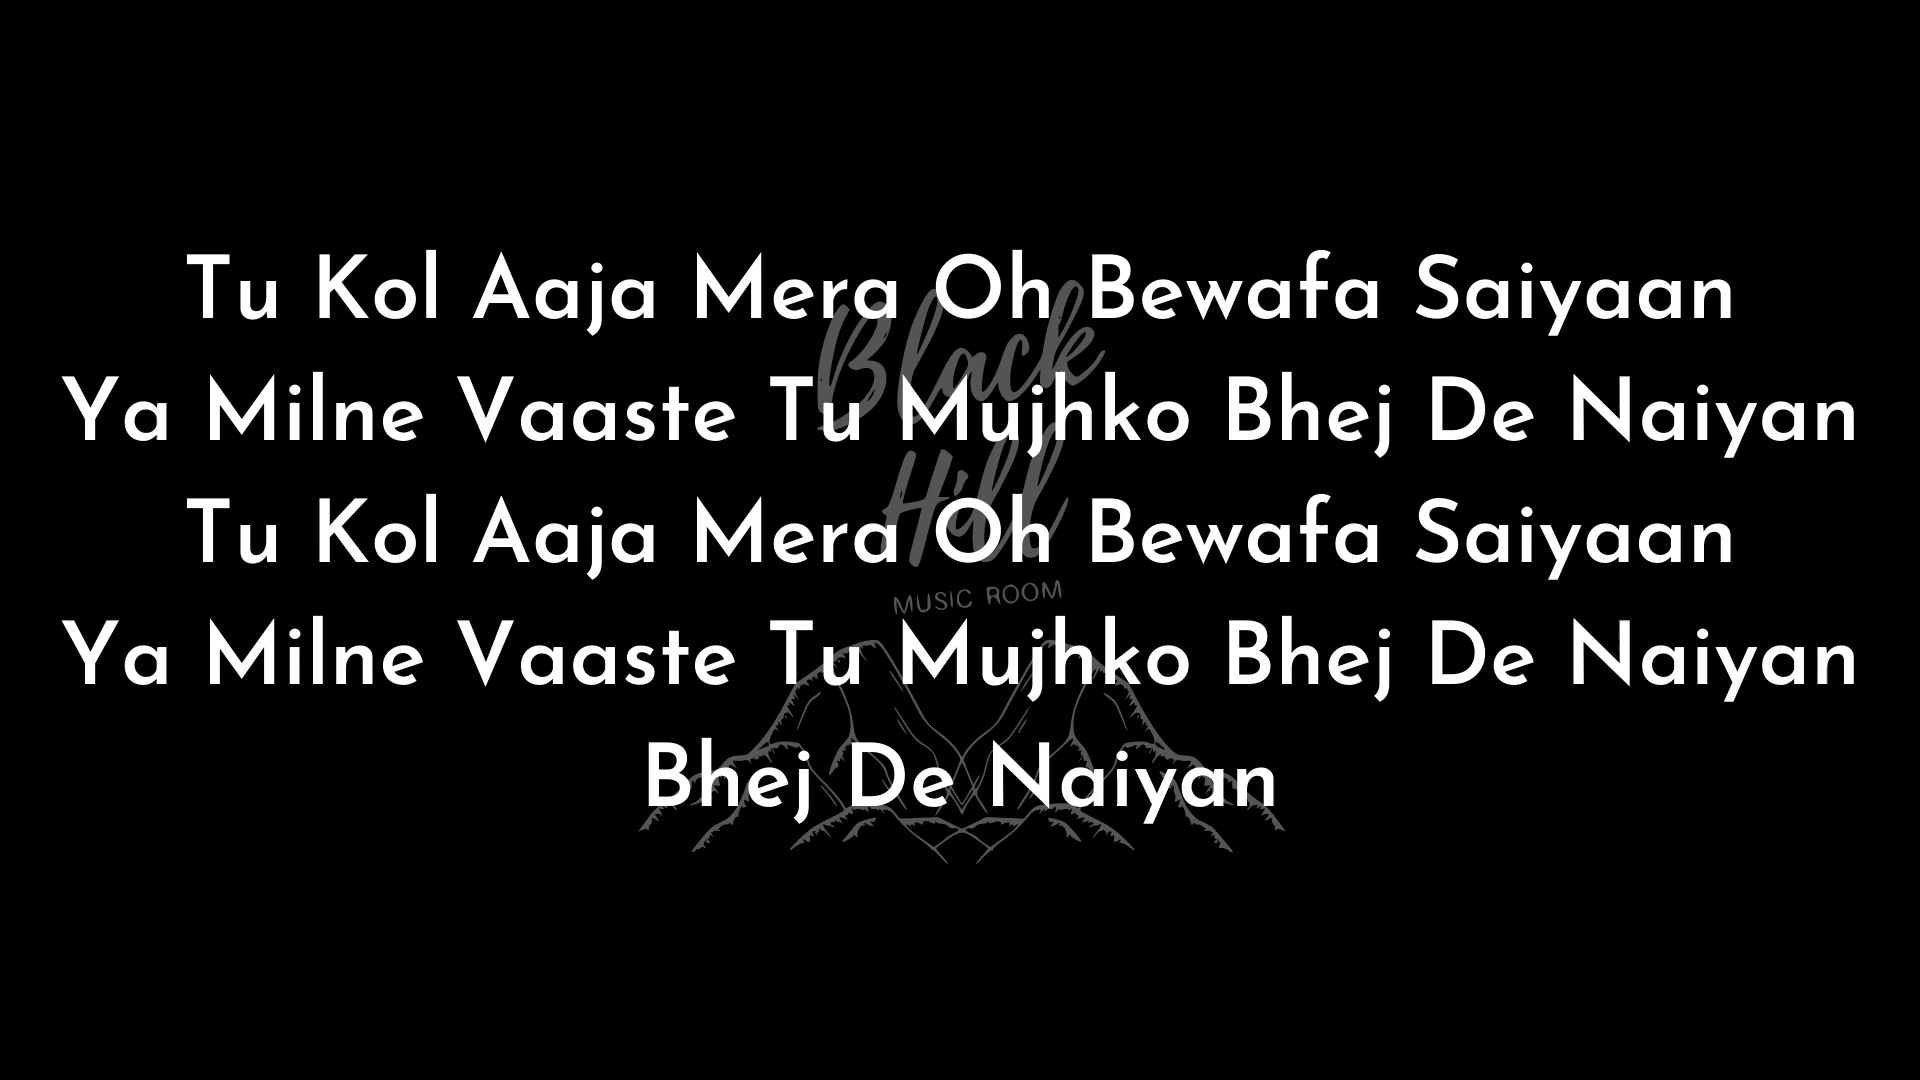 Tu Kol Aaja Mera Oh Bewafa Saiyaan
Ya Milne Vaaste Tu Mujhko Bhej De Naiyan
Tu Kol Aaja Mera Oh Bewafa Saiyaan
Ya Milne Vaaste Tu Mujhko Bhej De Naiyan
Bhej De Naiyan
Black
Hill
MUSIC ROOM